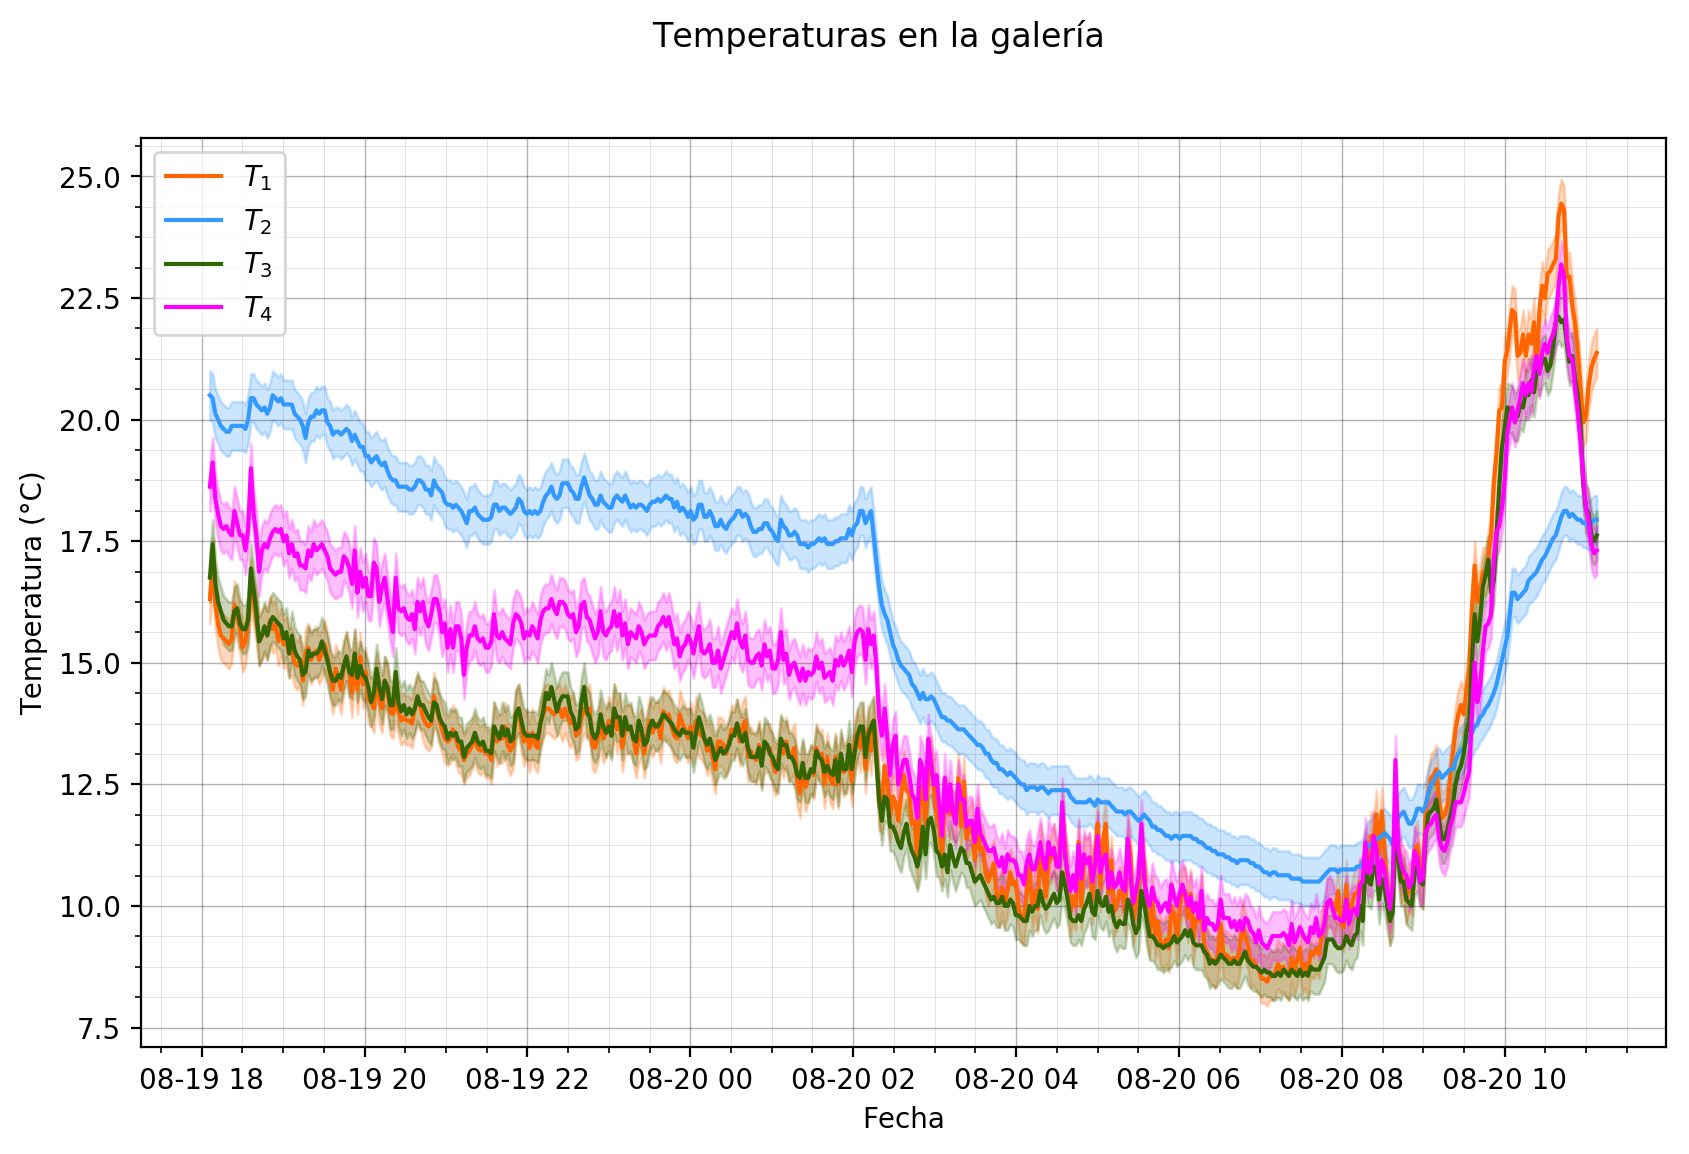 Temperaturas en la galería
Temperatura (°C)
25.0
22.5
20.0
17.5
15.0
12.5
10.0
7.5
T₁
T₂
T₃
T₄
08-19 18 08-19 20 08-19 22 08-20 00 08-20 02 08-20 04 08-20 06 08-20 08 08-20 10
Fecha